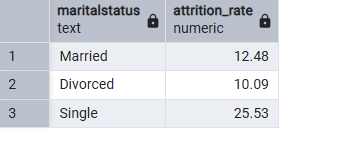 maritalstatus attrition_rate
text numeric
1 Married 12.48
2 Divorced 10.09
3 Single 25.53